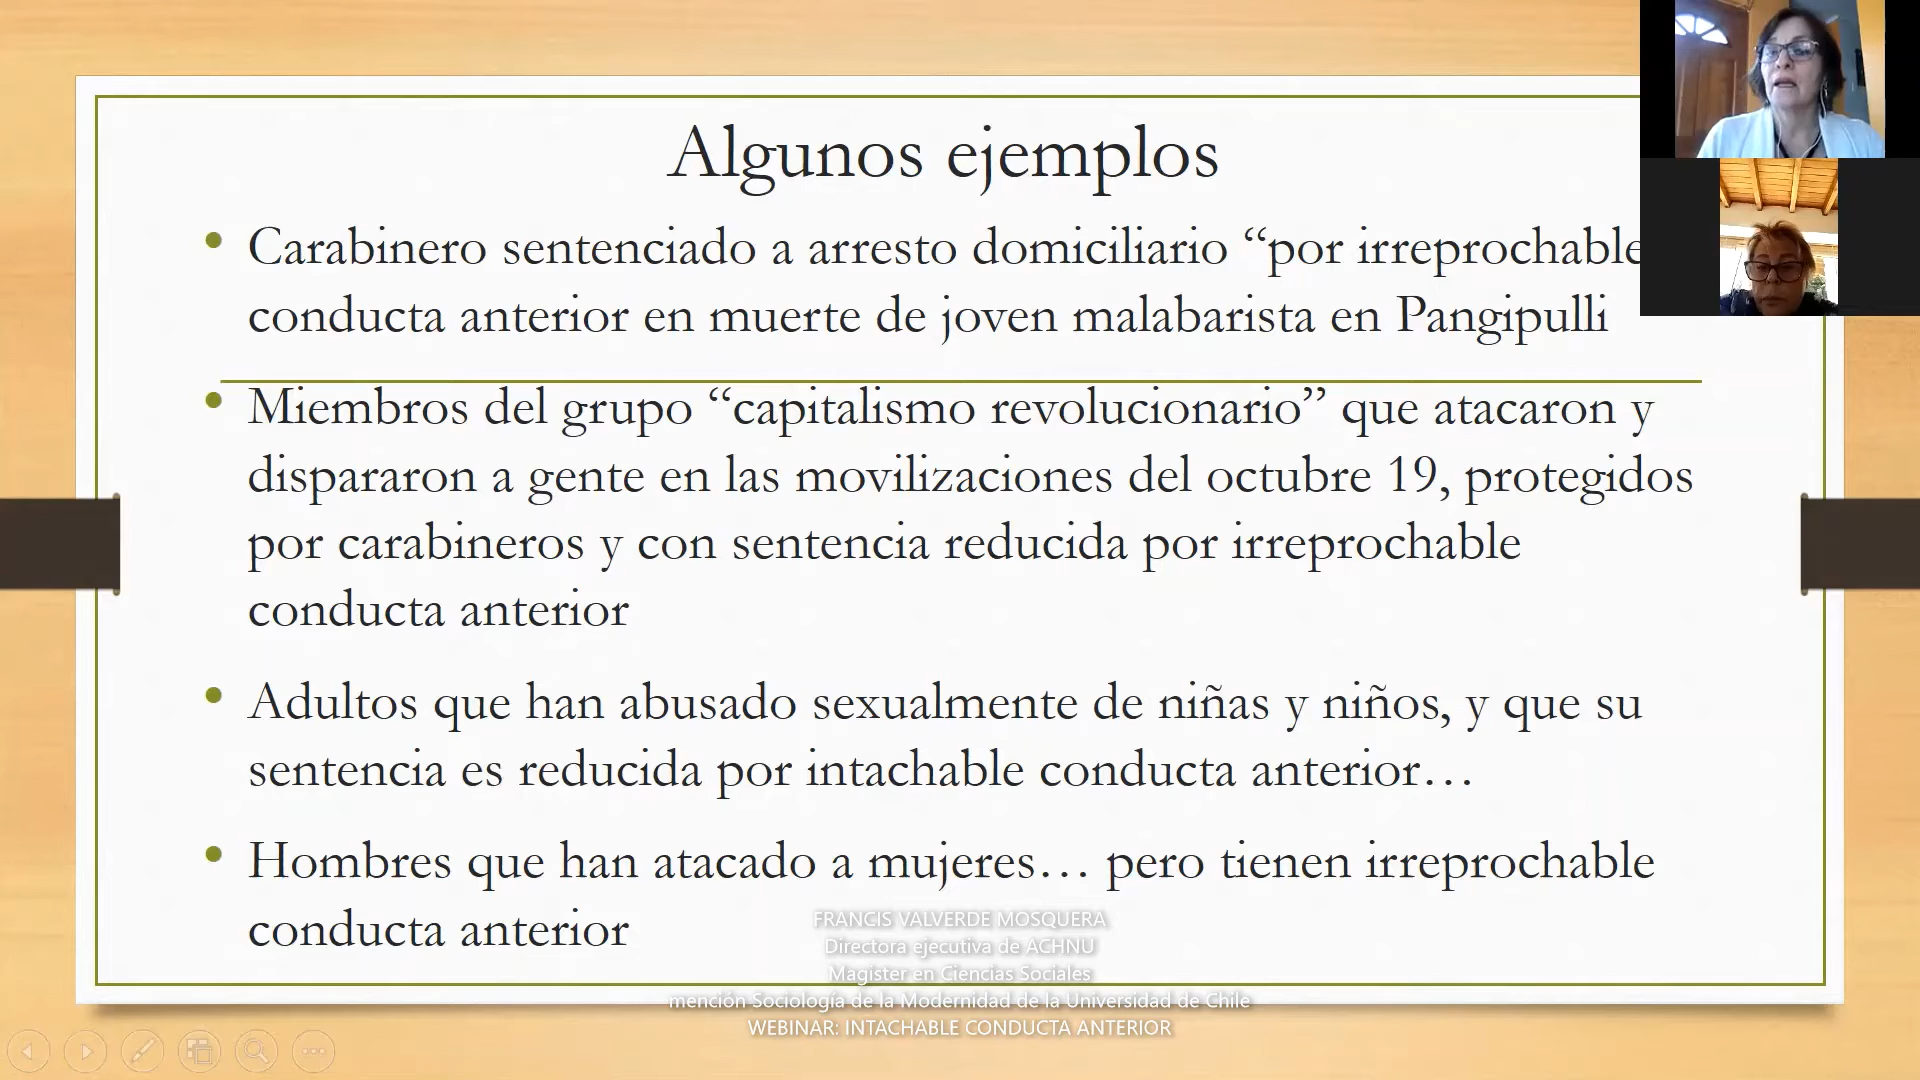 Algunos ejemplos
• Carabinero sentenciado a arresto domiciliario “por irreprochable
conducta anterior en muerte de joven malabarista en Pangipulli
• Miembros del grupo “capitalismo revolucionario” que atacaron y
dispararon a gente en las movilizaciones del octubre 19, protegidos
por carabineros y con sentencia reducida por irreprochable
conducta anterior
• Adultos que han abusado sexualmente de niñas y niños, y que su
sentencia es reducida por intachable conducta anterior…
• Hombres que han atacado a mujeres… pero tienen irreprochable
conducta anterior
FRANCIS VALVERDE MOSQUERA
Directora ejecutiva de ACHNU
Magíster en Ciencias Sociales
mención Sociología de la Modernidad de la Universidad de Chile
WEBINAR: INTACHABLE CONDUCTA ANTERIOR